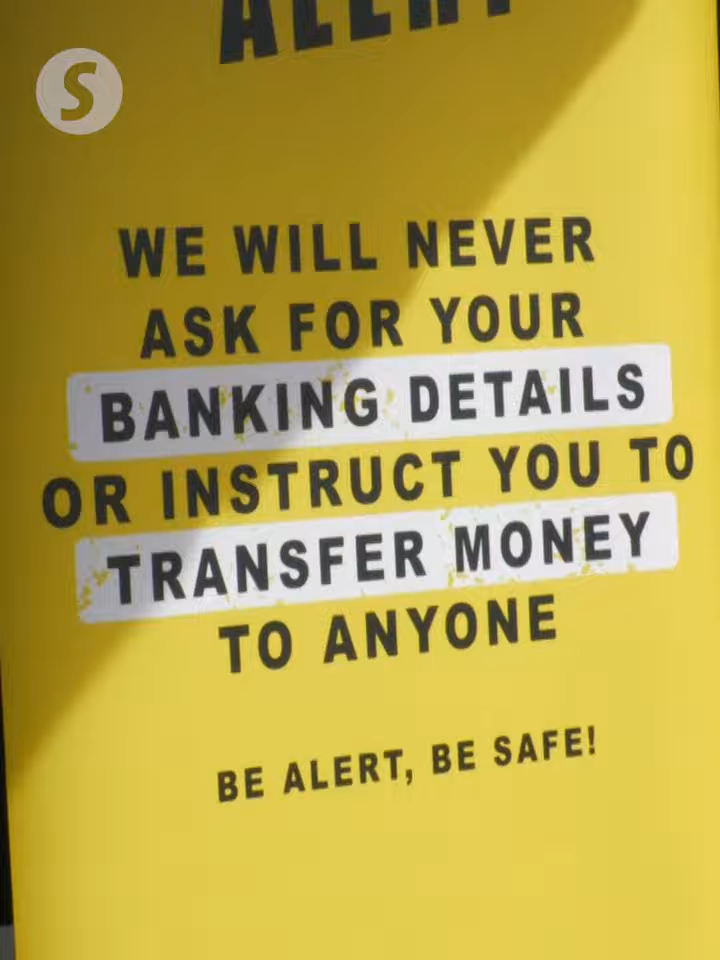 S
ALERT
WE WILL NEVER
ASK FOR YOUR
BANKING DETAILS
OR INSTRUCT YOU TO
TRANSFER MONEY
TO ANYONE
BE ALERT, BE SAFE!